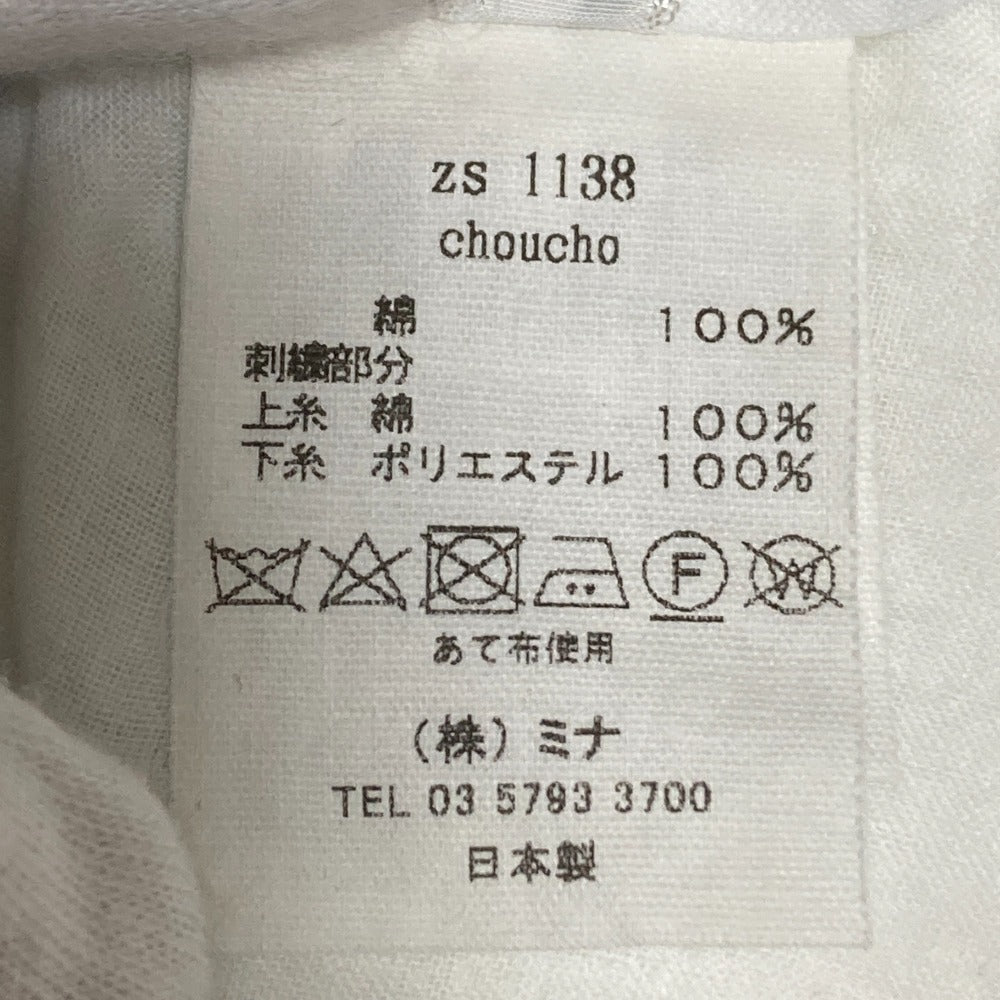 zs 1138
choucho
綿 100%
刺繍部分
上糸 綿 100%
下糸 ポリエステル 100%
F W
あて布使用
(株)ミナ
TEL 03 5793 3700
日本製